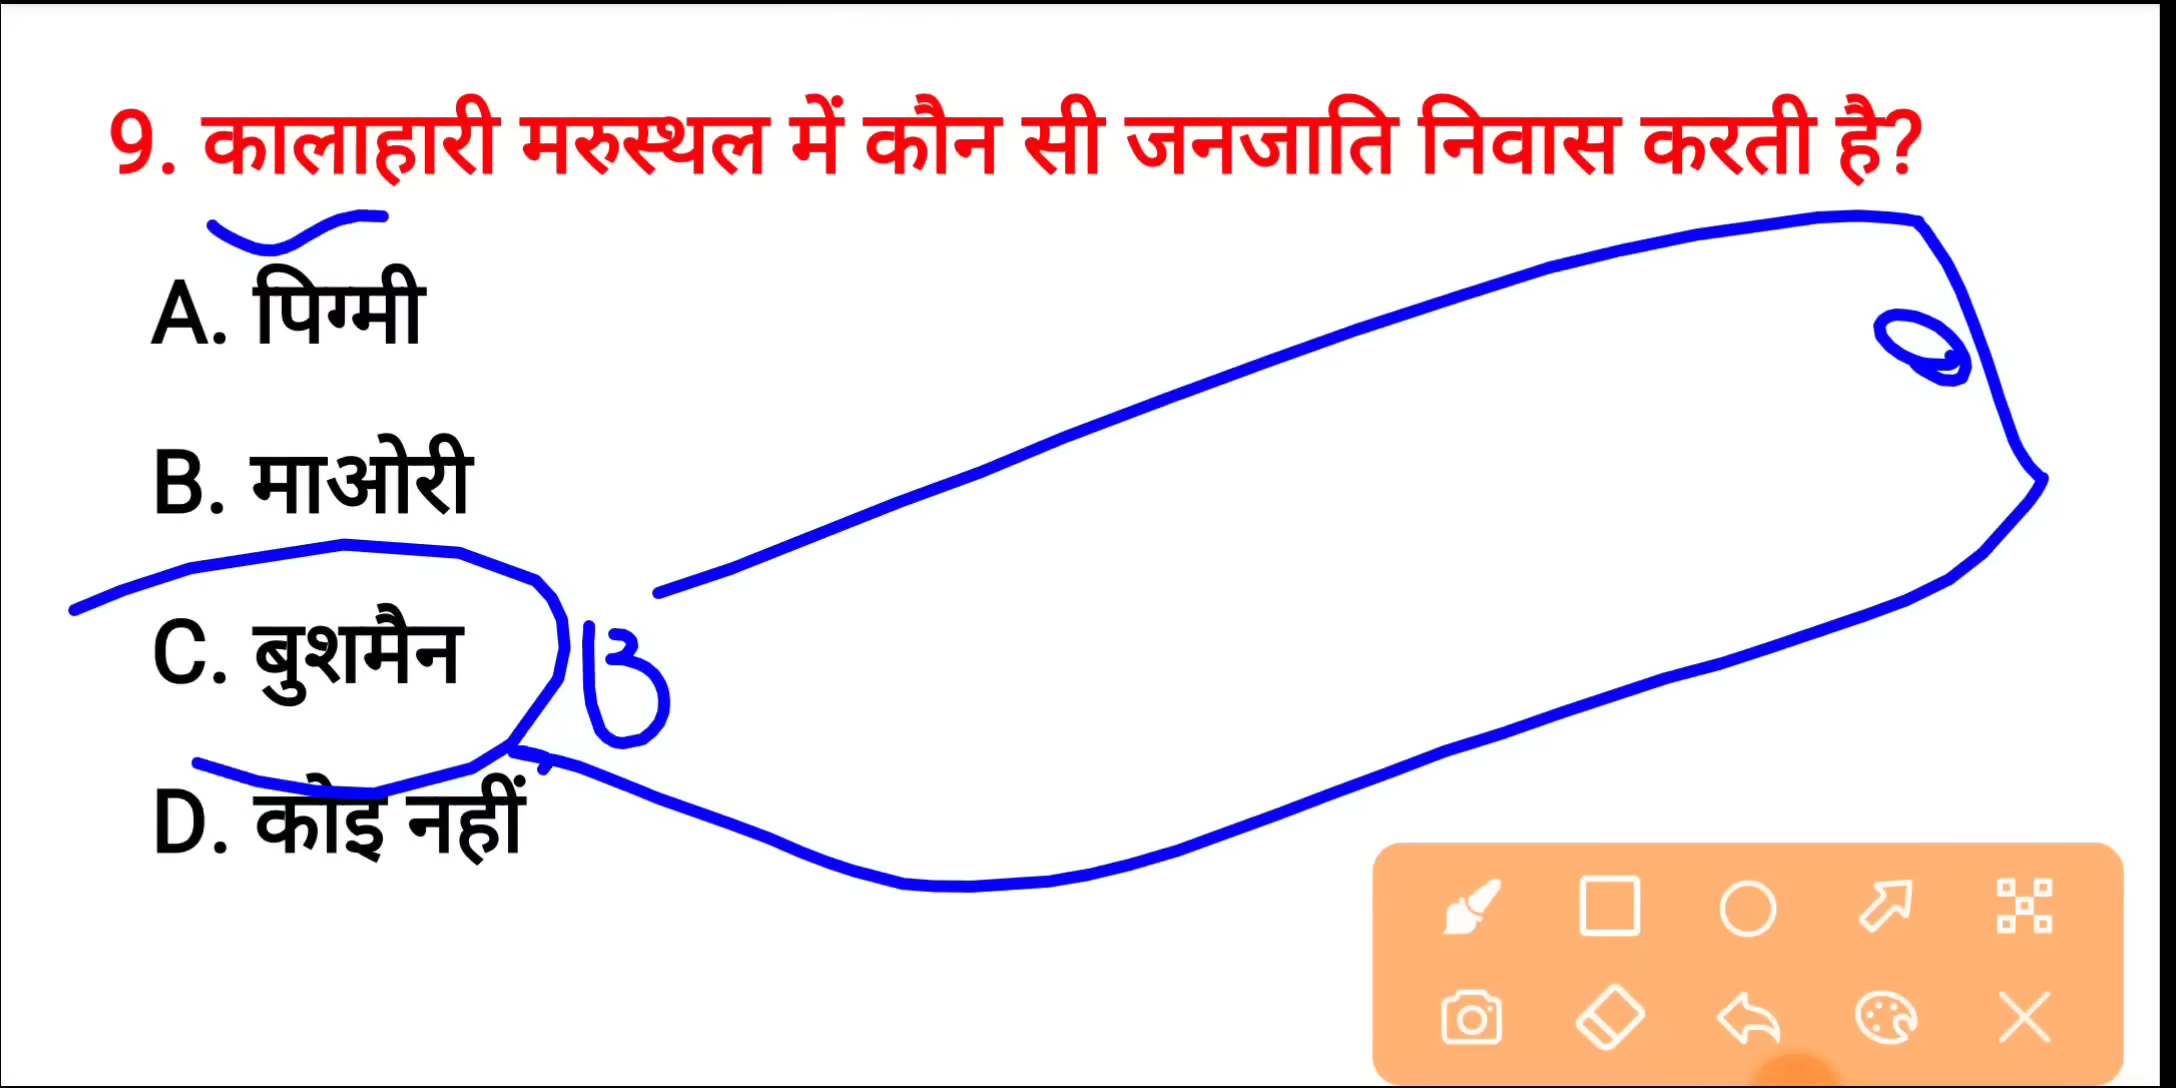 9. कालाहारी मरुस्थल में कौन सी जनजाति निवास करती है?
A. पिग्मी
B. माओरी
C. बुशमैन
B
D. कोइ नहीं